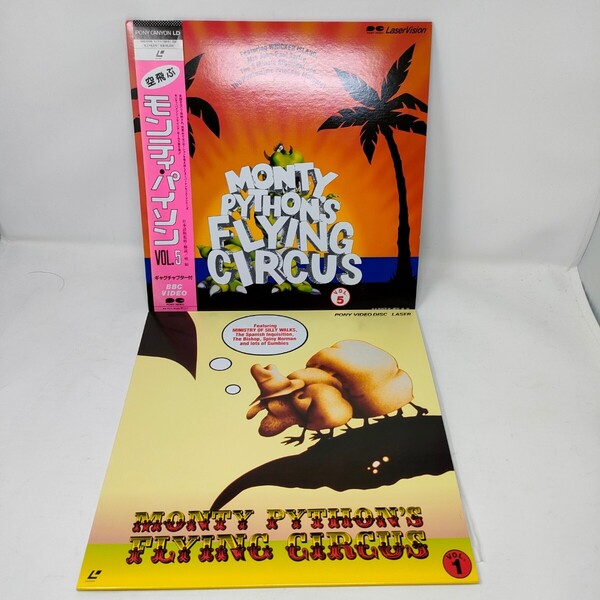 PONY CANYON LD
空飛ぶ
モンティ・パイソン
VOL.5
ギャグチャプター付
BBC
VIDEO
LaserVision
MONTY
PYTHON'S
FLYING
CIRCUS
VOL.
5
PONY VIDEO DISC LASER
Featuring
MINISTRY OF SILLY WALKS,
The Spanish Inquisition,
The Bishop, Spiny Norman
and lots of Gumbies
MONTY PYTHON'S
FLYING CIRCUS
VOL.
1